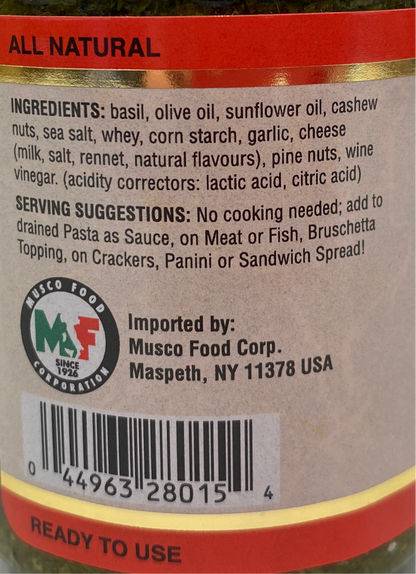 ALL NATURAL
INGREDIENTS: basil, olive oil, sunflower oil, cashew
nuts, sea salt, whey, corn starch, garlic, cheese
(milk, salt, rennet, natural flavours), pine nuts, wine
vinegar. (acidity correctors: lactic acid, citric acid)
SERVING SUGGESTIONS: No cooking needed; add to
drained Pasta as Sauce, on Meat or Fish, Bruschetta
Topping, on Crackers, Panini or Sandwich Spread!
MUSCO FOOD
M&F
SINCE
1926
CORPORATION
Imported by:
Musco Food Corp.
Maspeth, NY 11378 USA
0 44963 28015 4
READY TO USE